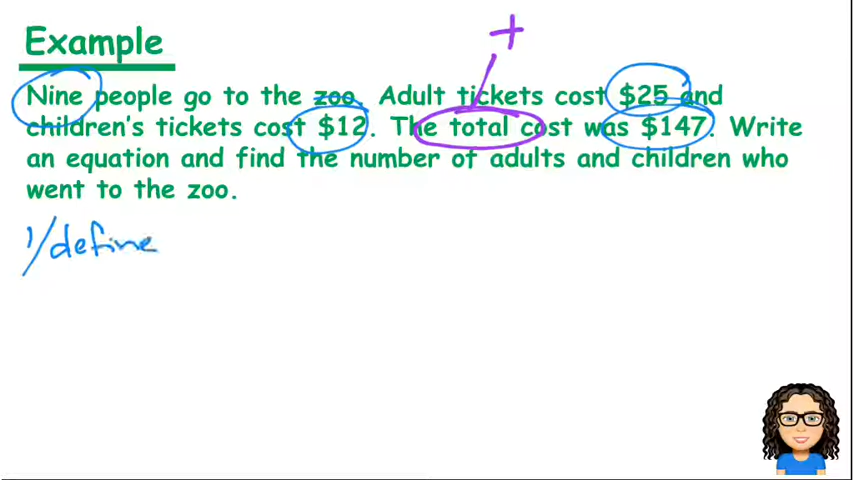 +
Example
Nine people go to the zoo. Adult tickets cost $25 and
children's tickets cost $12. The total cost was $147. Write
an equation and find the number of adults and children who
went to the zoo.
1/define